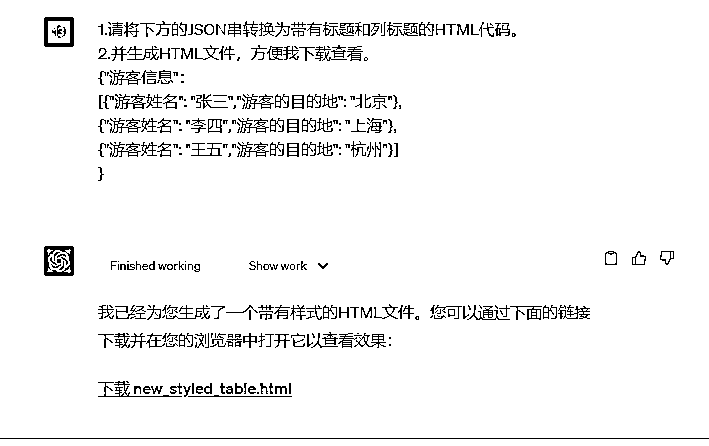 1.请将下方的JSON串转换为带有标题和列标题的HTML代码。
2.并生成HTML文件，方便我下载查看。
{"游客信息":
[{"游客姓名": "张三","游客的目的地": "北京"},
{"游客姓名": "李四","游客的目的地": "上海"},
{"游客姓名": "王五","游客的目的地": "杭州"}]
}
Finished working Show work
我已经为您生成了一个带有样式的HTML文件。您可以通过下面的链接
下载并在您的浏览器中打开它以查看效果：
下载 new_styled_table.html